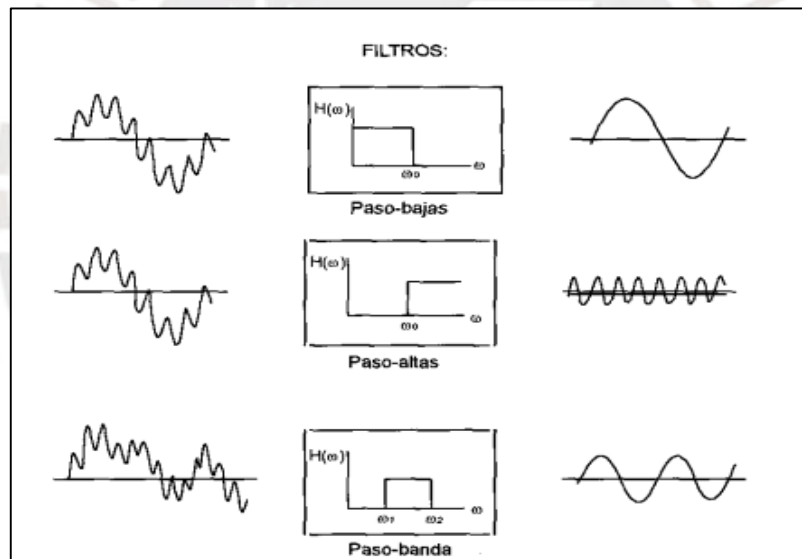 FILTROS:
H(ω)
ω₀ ω
Paso-bajas
H(ω)
ω₀ ω
Paso-altas
H(ω)
ω₁ ω₂ ω
Paso-banda